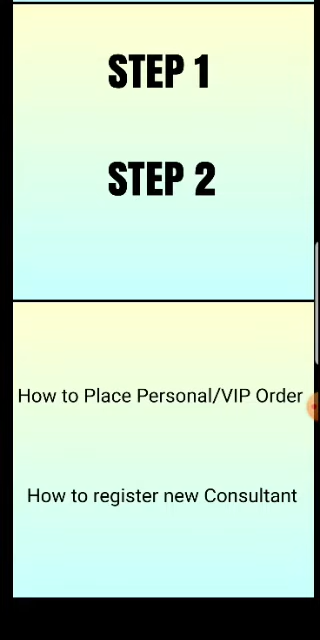 STEP 1
STEP 2
How to Place Personal/VIP Order
How to register new Consultant